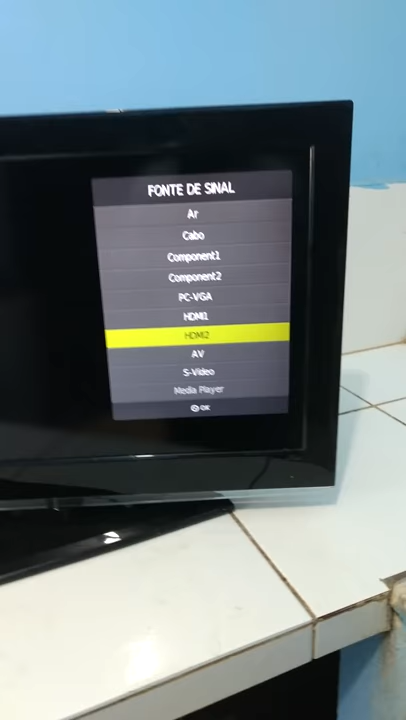 FONTE DE SINAL
Ar
Cabo
Component1
Component2
PC-VGA
HDMI1
HDMI2
AV
S-Video
Media Player
OK